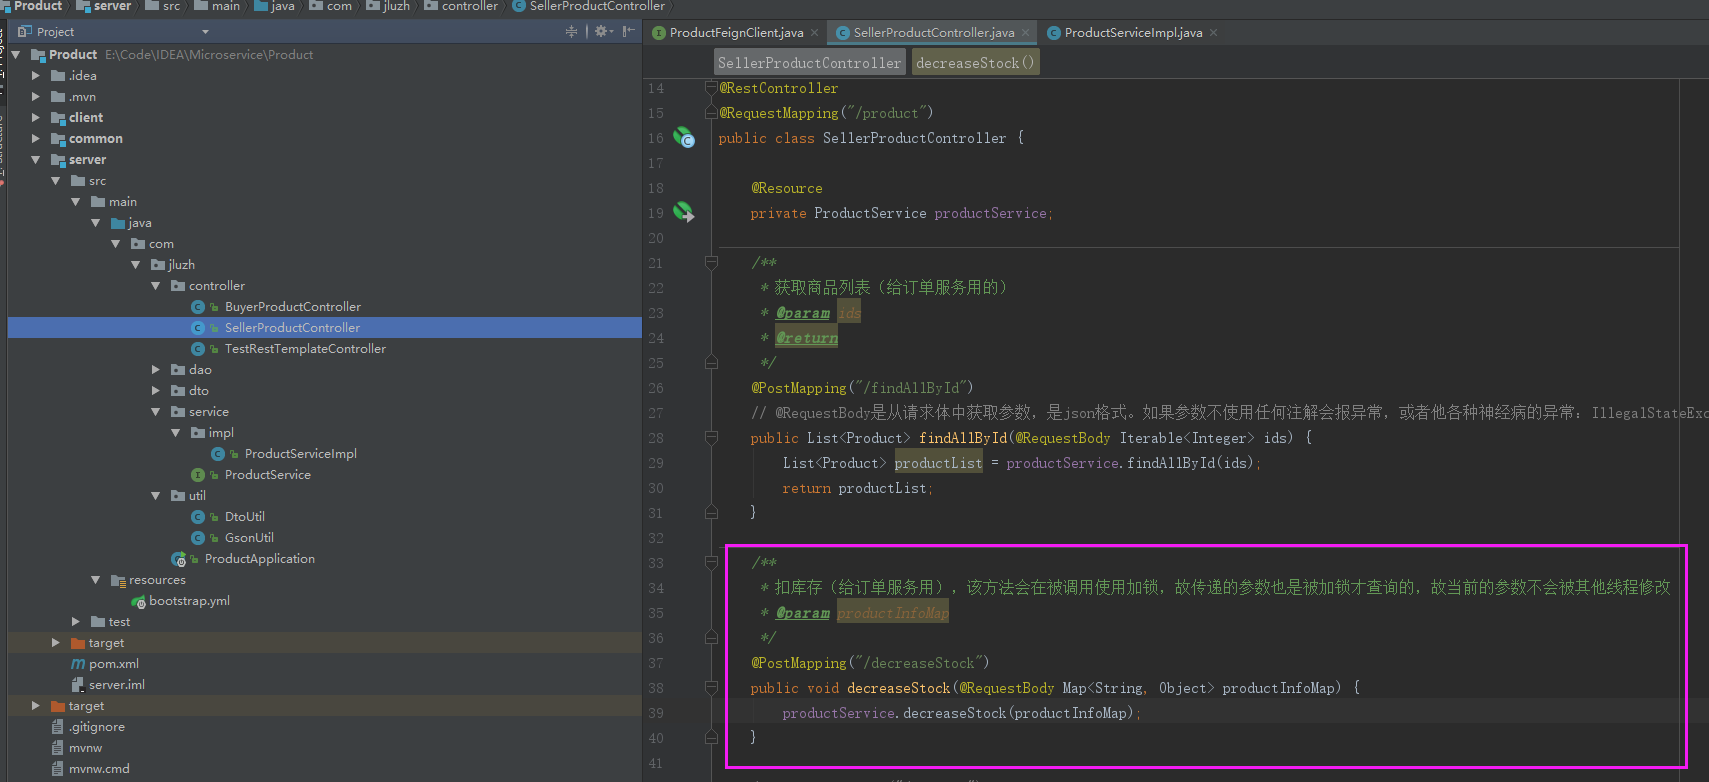 Product server src main java com jluzh controller SellerProductController
Project
Product E:\Code\IDEA\Microservice\Product
.idea
.mvn
client
common
server
src
main
java
com
jluzh
controller
BuyerProductController
SellerProductController
TestRestTemplateController
dao
dto
service
impl
ProductServiceImpl
ProductService
util
DtoUtil
GsonUtil
ProductApplication
resources
bootstrap.yml
test
target
pom.xml
server.iml
target
.gitignore
mvnw
mvnw.cmd
ProductFeignClient.java SellerProductController.java ProductServiceImpl.java
SellerProductController decreaseStock()
14 @RestController
15 @RequestMapping("/product")
16 public class SellerProductController {
17
18 @Resource
19 private ProductService productService;
20
21 /**
22 * 获取商品列表（给订单服务用的）
23 * @param ids
24 * @return
25 */
26 @PostMapping("/findAllById")
27 // @RequestBody是从请求体中获取参数，是json格式。如果参数不使用任何注解会报异常，或者他各种神经病的异常：IllegalStateExc
28 public List<Product> findAllById(@RequestBody Iterable<Integer> ids) {
29 List<Product> productList = productService.findAllById(ids);
30 return productList;
31 }
32
33 /**
34 * 扣库存（给订单服务用），该方法会在被调用使用加锁，故传递的参数也是被加锁才查询的，故当前的参数不会被其他线程修改
35 * @param productInfoMap
36 */
37 @PostMapping("/decreaseStock")
38 public void decreaseStock(@RequestBody Map<String, Object> productInfoMap) {
39 productService.decreaseStock(productInfoMap);
40 }
41